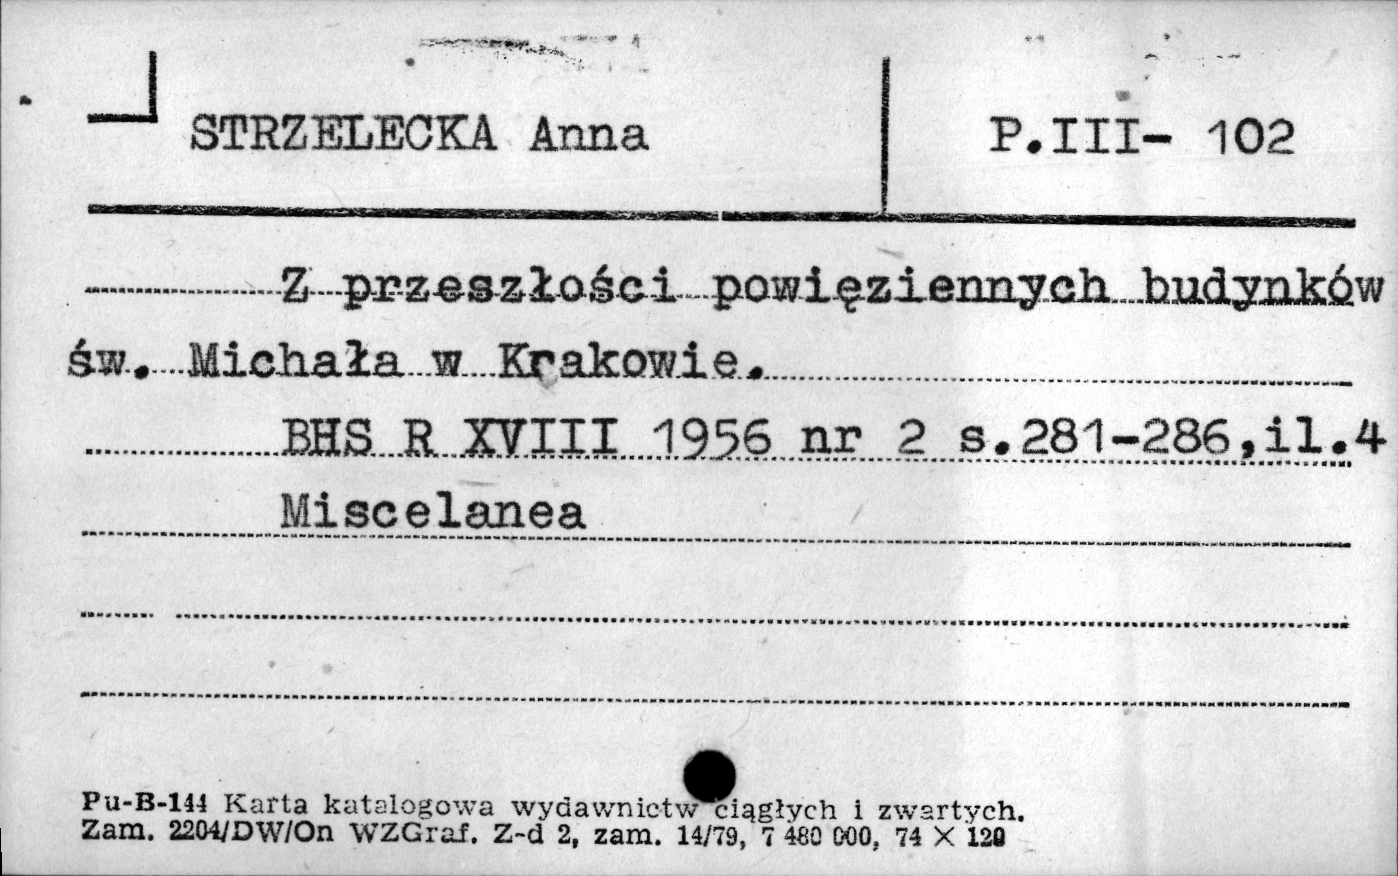 STRZELECKA Anna P.III- 102
Z przeszłości powięziennych budynków
św. Michała w Krakowie.
BHS R XVIII 1956 nr 2 s.281-286,il.4
Miscelanea
Pu-B-144 Karta katalogowa wydawnictw ciągłych i zwartych.
Zam. 2204/DW/On WZGraf. Z-d 2, zam. 14/79, 7 480 000, 74 X 120